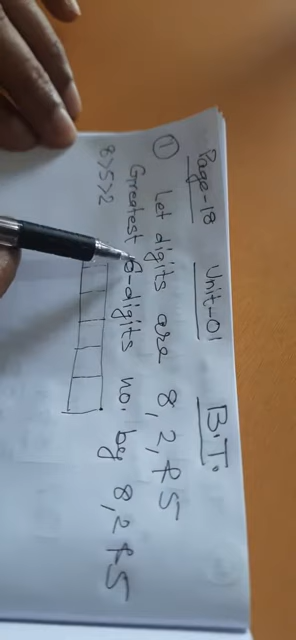 Page-18 Unit-01 B.T.
① Let digits are 8, 2, & 5
Greatest 6-digits no. by 8, 2 & 5
8>5>2